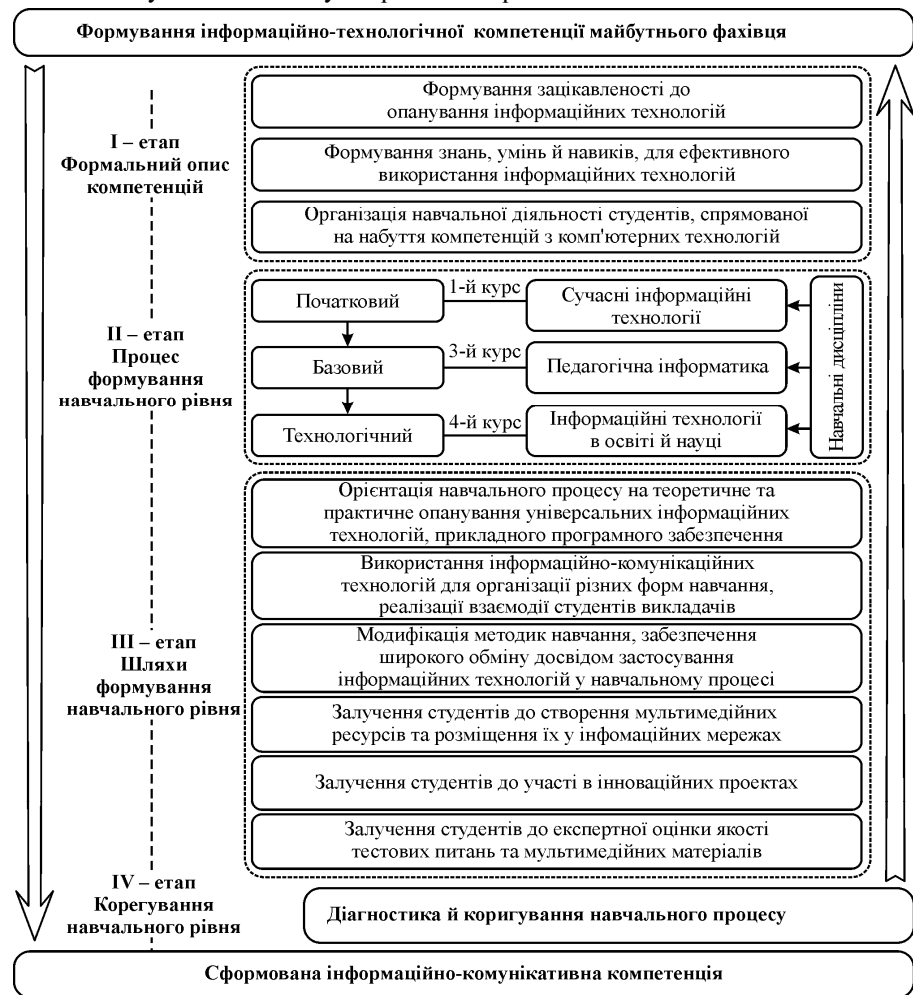 Формування інформаційно-технологічної компетенції майбутнього фахівця
І – етап
Формальний опис
компетенцій
Формування зацікавленості до
опанування інформаційних технологій
Формування знань, умінь й навиків, для ефективного
використання інформаційних технологій
Організація навчальної діяльності студентів, спрямованої
на набуття компетенцій з комп'ютерних технологій
ІІ – етап
Процес
формування
навчального рівня
Початковий
1-й курс
Сучасні інформаційні
технології
Базовий
3-й курс
Педагогічна інформатика
Технологічний
4-й курс
Інформаційні технології
в освіті й науці
Навчальні дисципліни
ІІІ – етап
Шляхи
формування
навчального рівня
Орієнтація навчального процесу на теоретичне та
практичне опанування універсальних інформаційних
технологій, прикладного програмного забезпечення
Використання інформаційно-комунікаційних
технологій для організації різних форм навчання,
реалізації взаємодії студентів викладачів
Модифікація методик навчання, забезпечення
широкого обміну досвідом застосування
інформаційних технологій у навчальному процесі
Залучення студентів до створення мультимедійних
ресурсів та розміщення їх у інфомаційних мережах
Залучення студентів до участі в інноваційних проектах
Залучення студентів до експертної оцінки якості
тестових питань та мультимедійних матеріалів
IV – етап
Корегування
навчального рівня
Діагностика й коригування навчального процесу
Сформована інформаційно-комунікативна компетенція